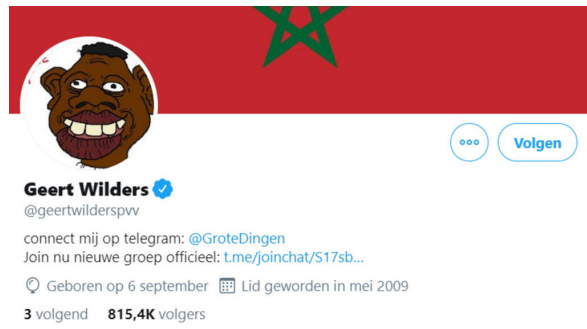 Volgen
Geert Wilders
@geertwilderspvv
connect mij op telegram: @GroteDingen
Join nu nieuwe groep officieel: t.me/joinchat/S17sb...
Geboren op 6 september Lid geworden in mei 2009
3 volgend 815,4K volgers